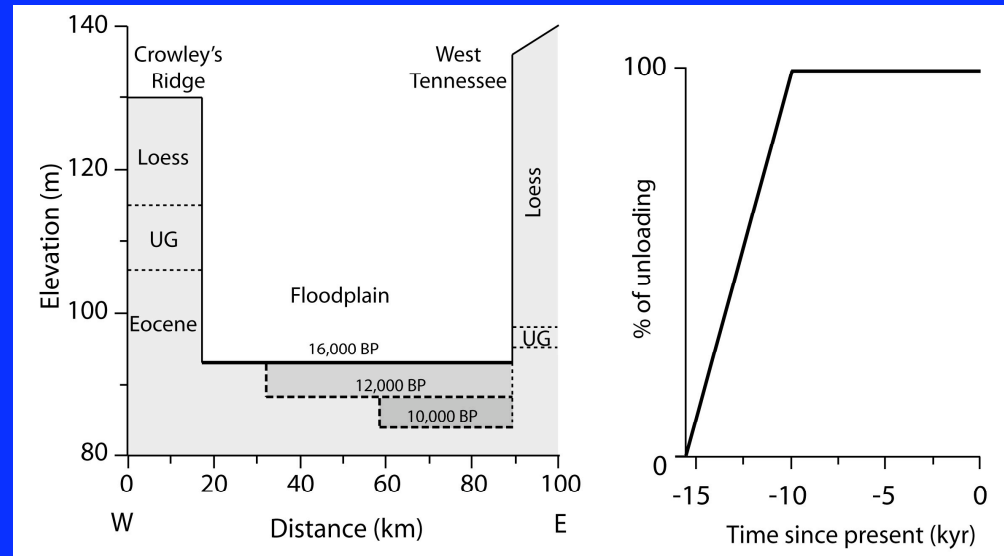 140
120
100
80
Elevation (m)
Crowley's
Ridge
Loess
UG
Eocene
Floodplain
16,000 BP
12,000 BP
10,000 BP
West
Tennessee
Loess
UG
0
20
40
60
80
100
W
Distance (km)
E
100
0
% of unloading
-15
-10
-5
0
Time since present (kyr)